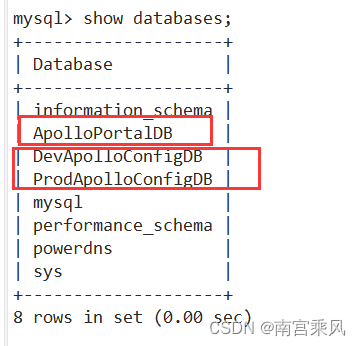 mysql> show databases;
+--------------------+
| Database           |
+--------------------+
| information_schema |
| ApolloPortalDB     |
| DevApolloConfigDB  |
| ProdApolloConfigDB |
| mysql              |
| performance_schema |
| powerdns           |
| sys                |
+--------------------+
8 rows in set (0.00 sec)
CSDN @南宫乘风